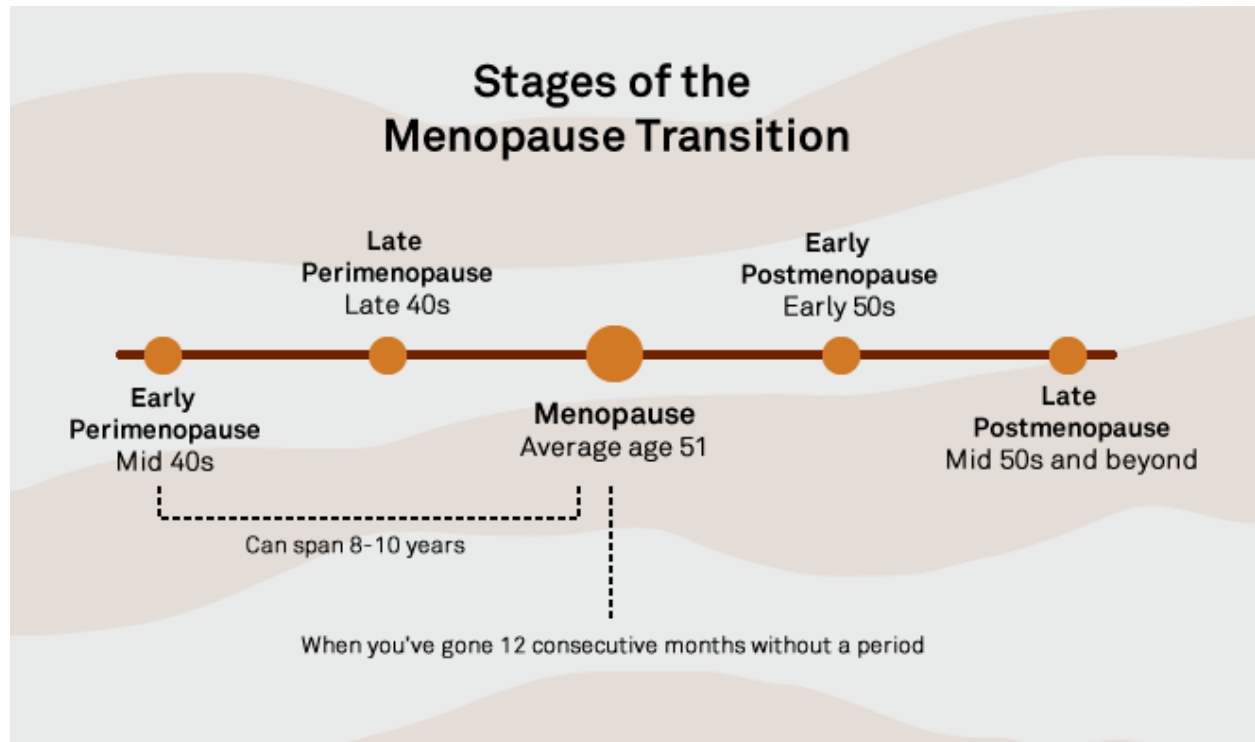 Stages of the
Menopause Transition
Late
Perimenopause
Late 40s
Early
Postmenopause
Early 50s
Early
Perimenopause
Mid 40s
Menopause
Average age 51
Late
Postmenopause
Mid 50s and beyond
Can span 8-10 years
When you've gone 12 consecutive months without a period